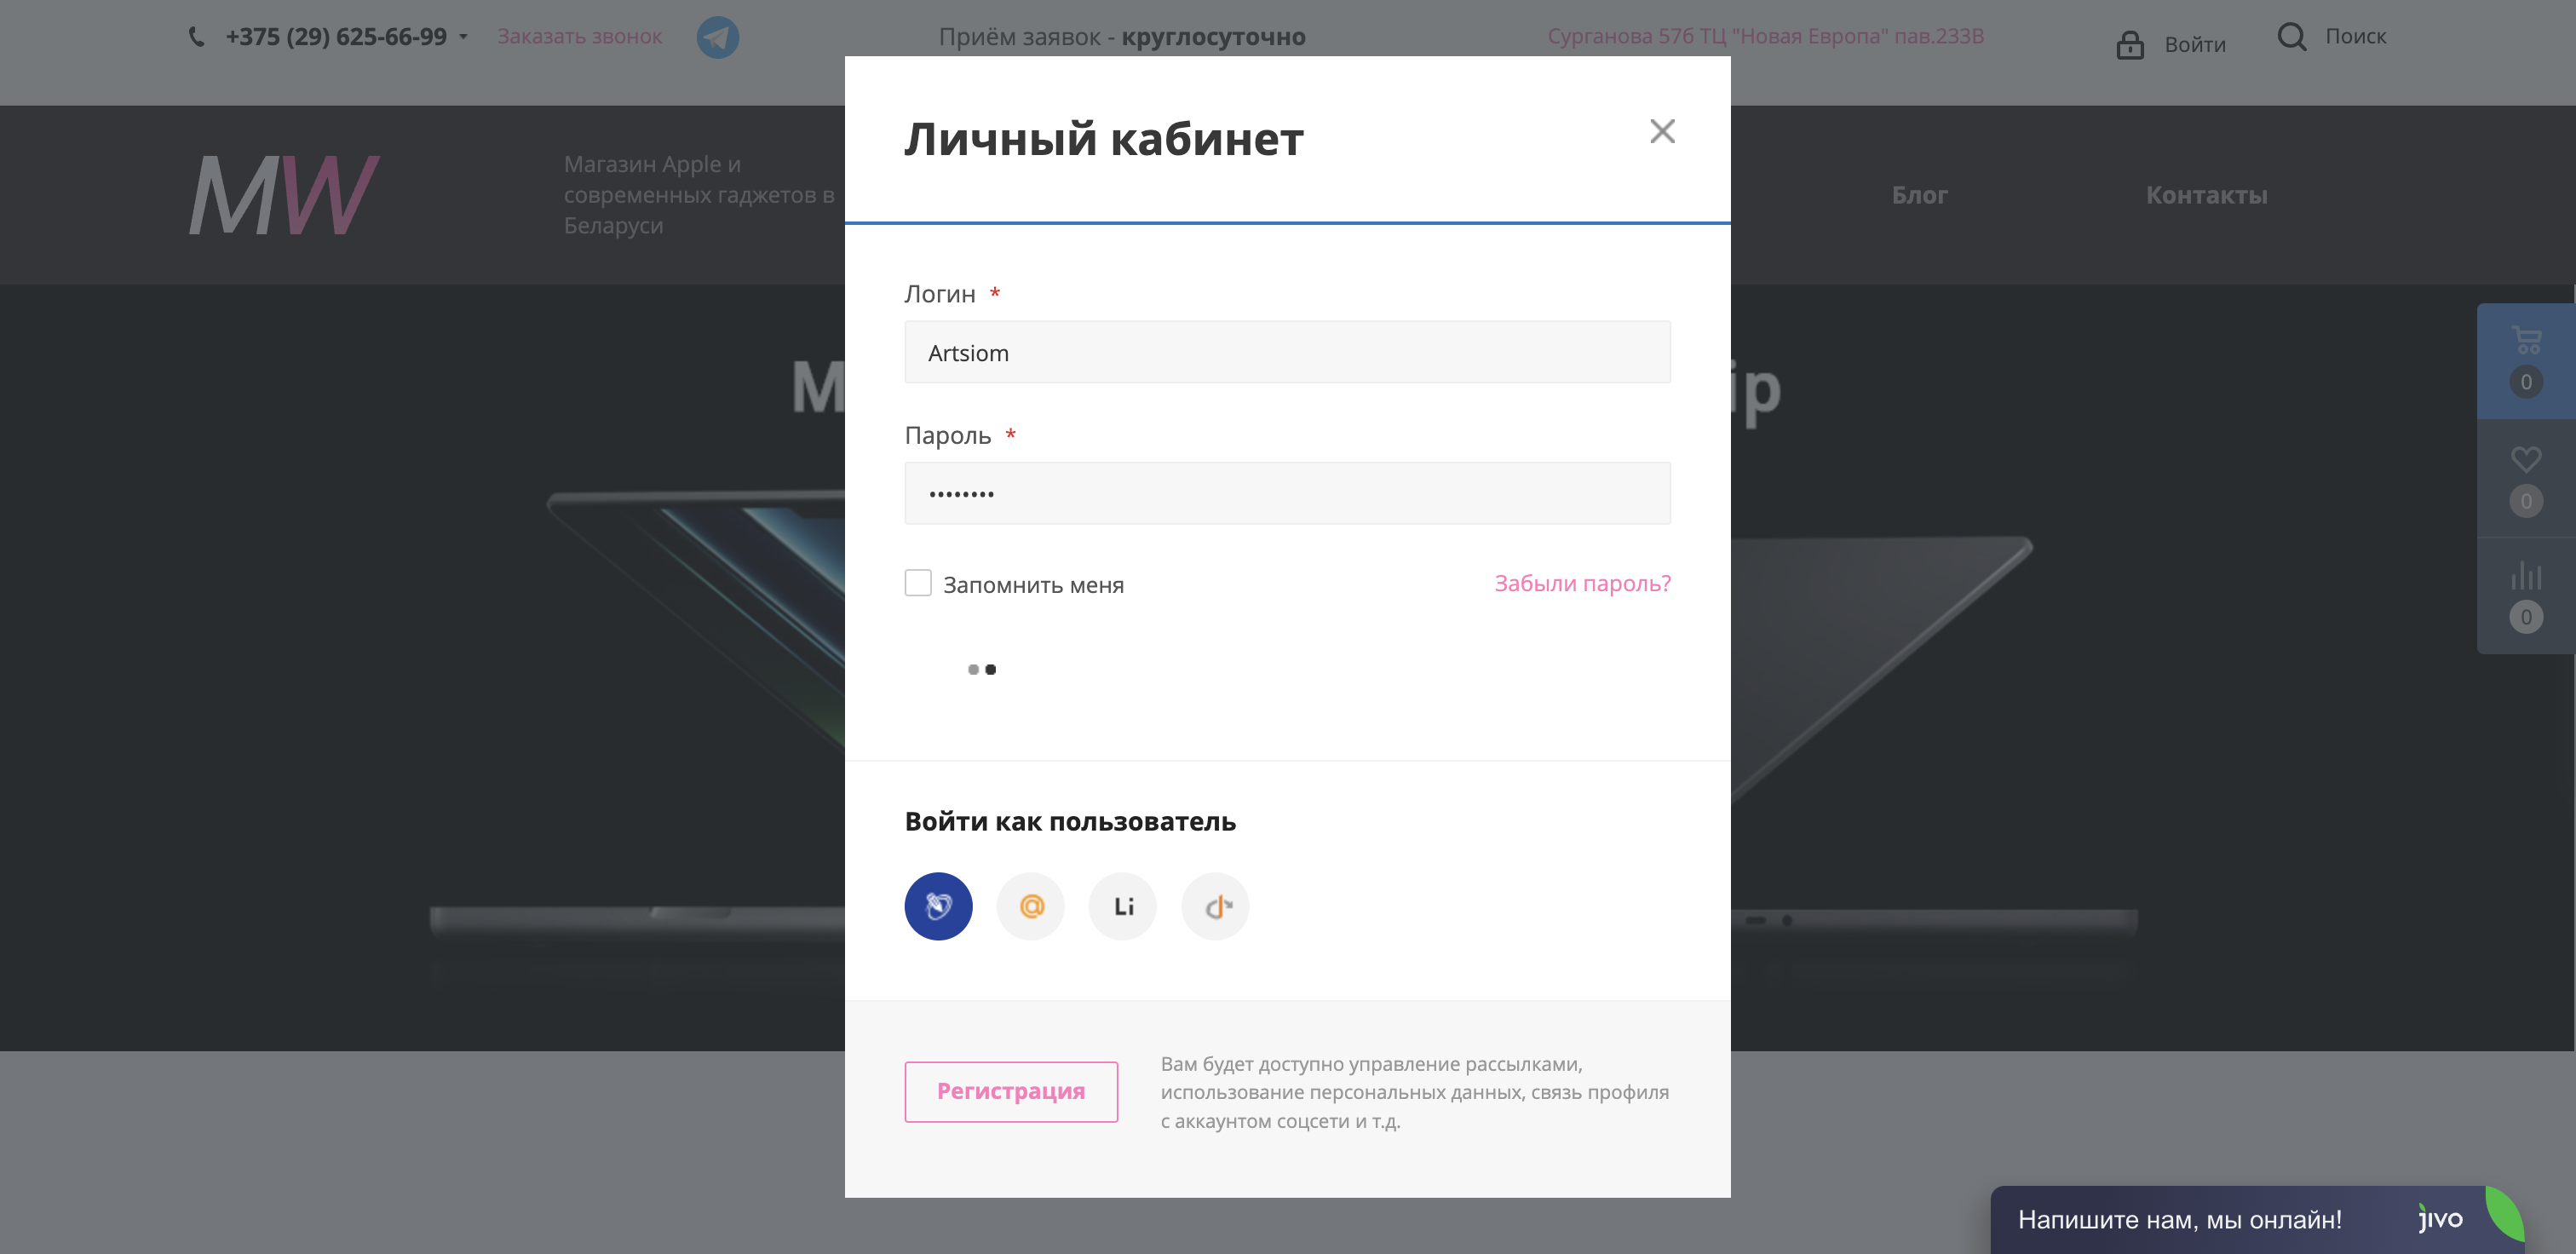 +375 (29) 625-66-99
Заказать звонок
Приём заявок - круглосуточно
Сурганова 57б ТЦ "Новая Европа" пав.233В
Войти
Поиск
MW
Магазин Apple и
современных гаджетов в
Беларуси
Блог
Контакты
Личный кабинет
Логин *
Artsiom
Пароль *
••••••••
Запомнить меня
Забыли пароль?
0
0
0
Войти как пользователь
@
Li
Регистрация
Вам будет доступно управление рассылками,
использование персональных данных, связь профиля
с аккаунтом соцсети и т.д.
Напишите нам, мы онлайн!
jivo